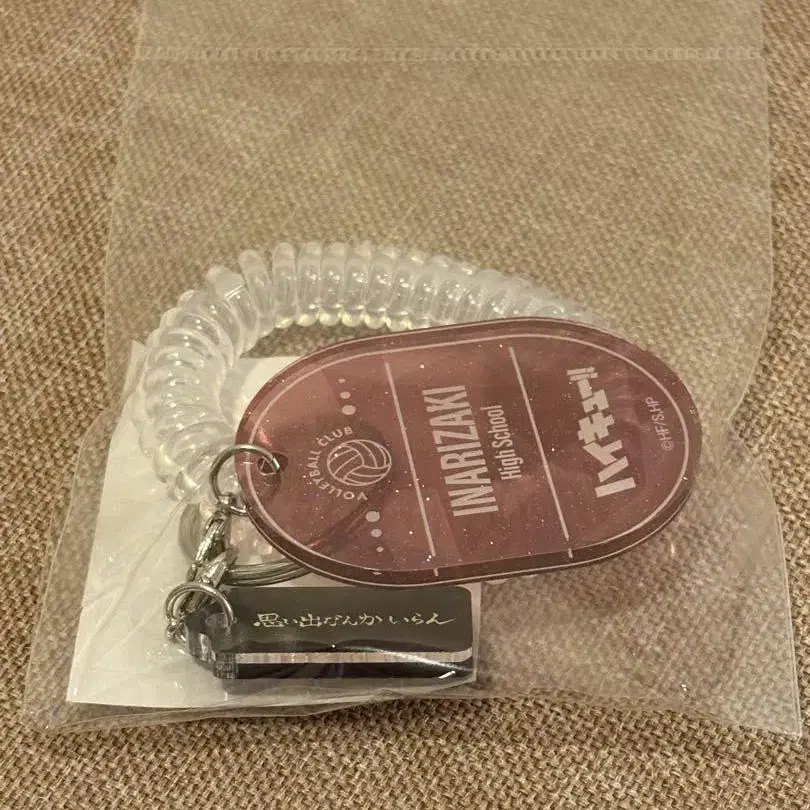 VOLLEYBALL CLUB
INARIZAKI
High School
ハイキュー!!
©HF/S,HP
思い出なんかいらん